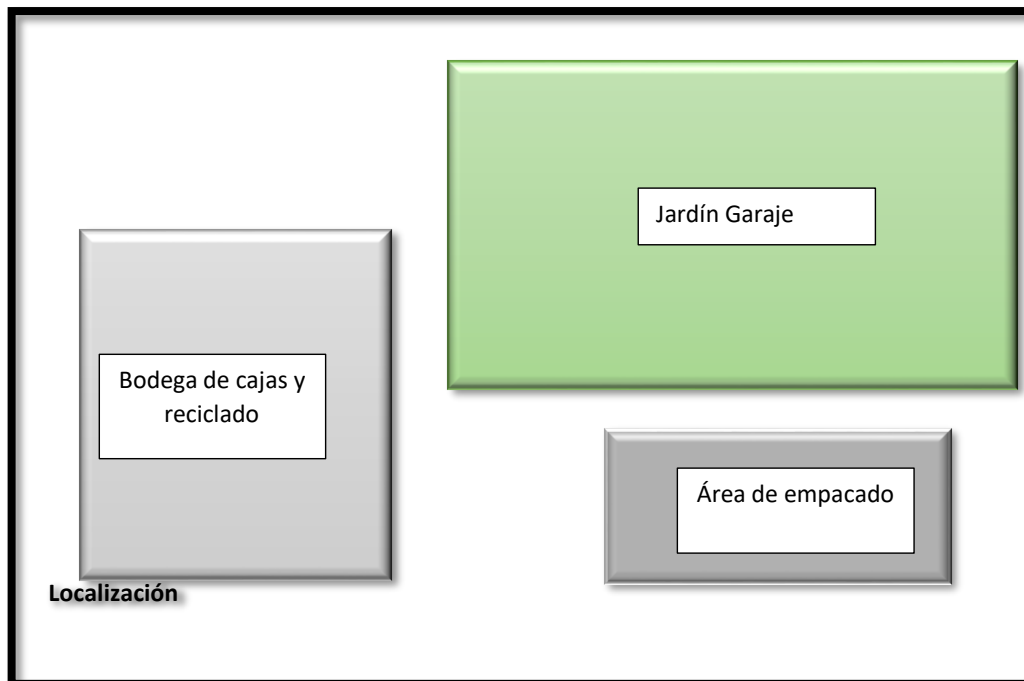 Jardín Garaje
Bodega de cajas y
reciclado
Área de empacado
Localización